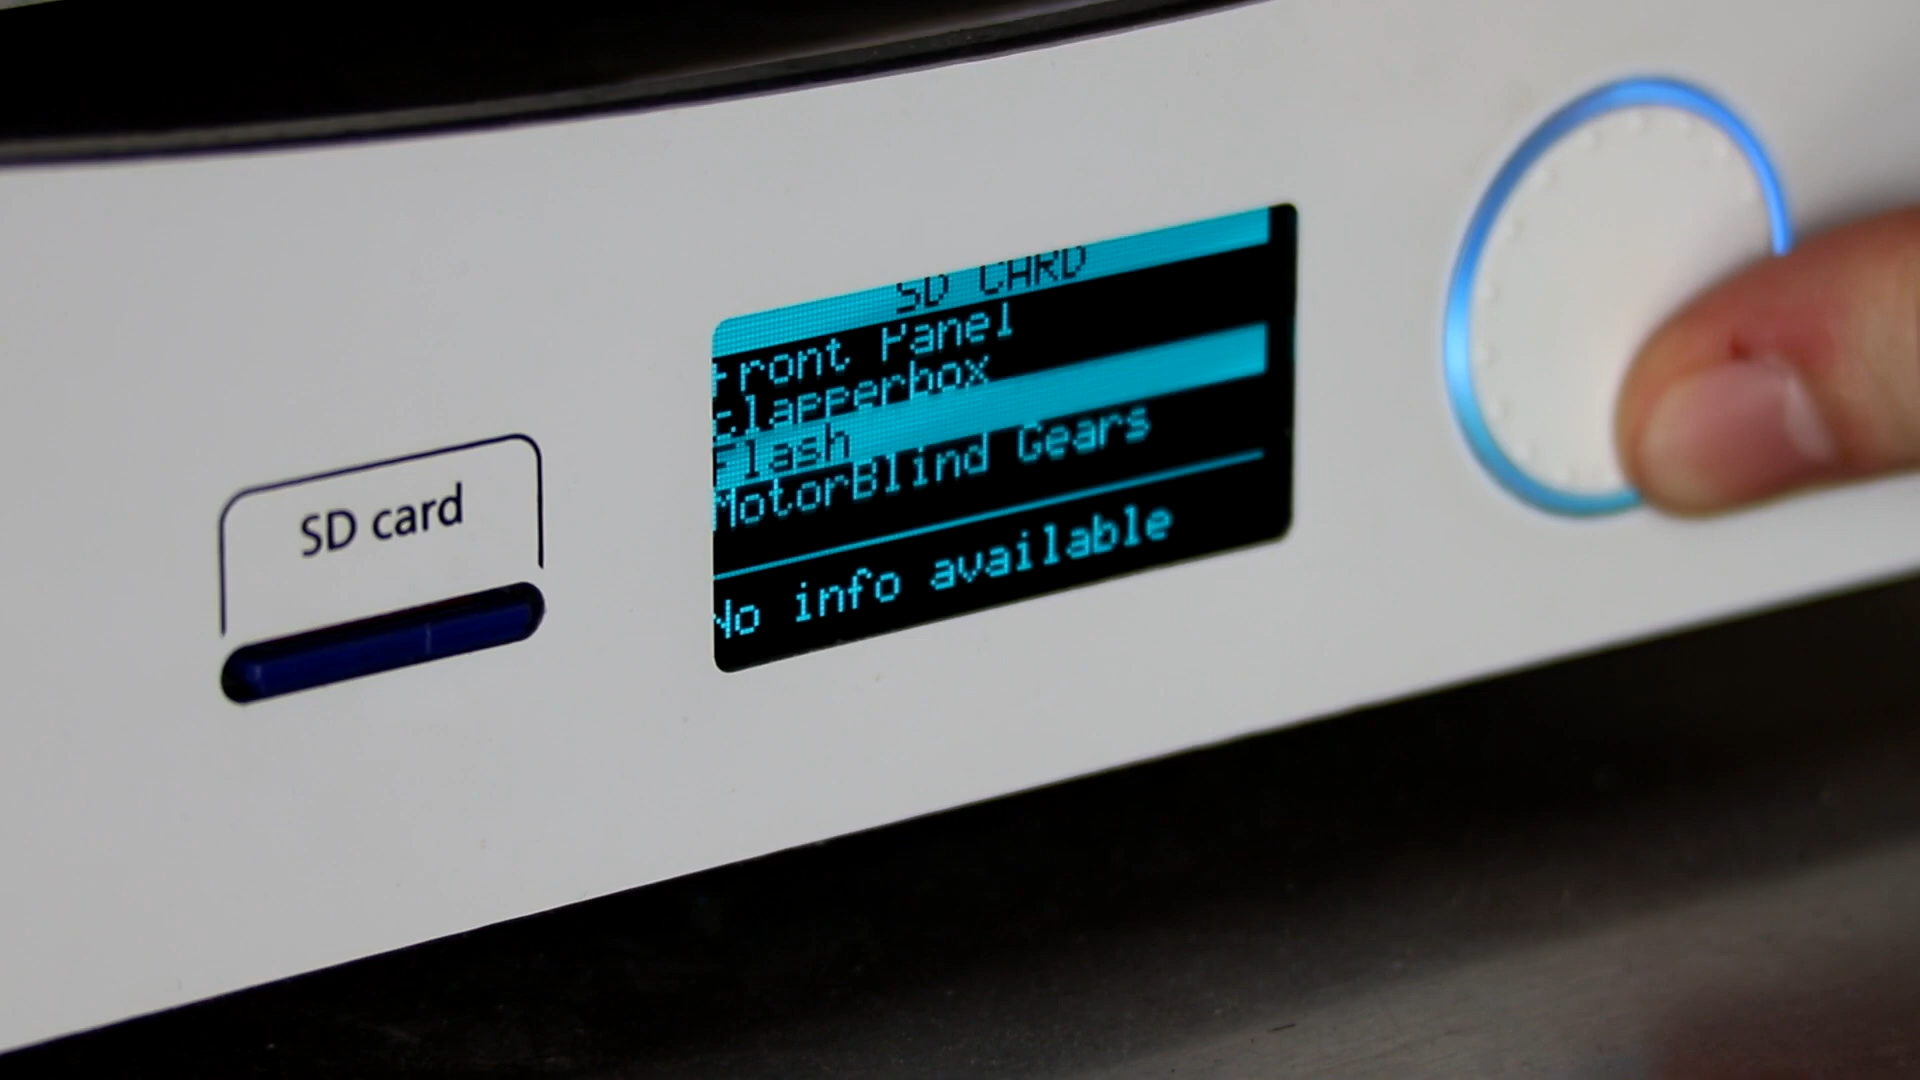 SD card
SD CARD
Front Panel
Clapperbox
Flash
MotorBlind Gears
No info available